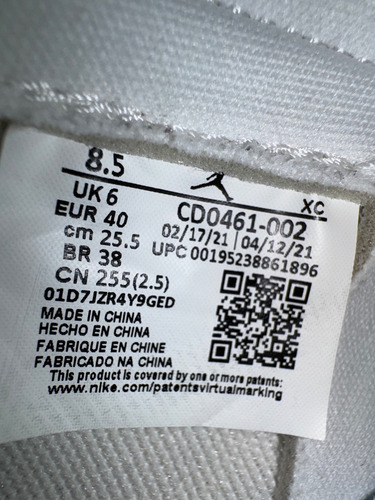 8.5
XC
UK 6
CD0461-002
EUR 40
02/17/21 | 04/12/21
cm 25.5
UPC 00195238861896
BR 38
CN 255(2.5)
01D7JZR4Y9GED
MADE IN CHINA
HECHO EN CHINA
FABRIQUE EN CHINE
FABRICADO NA CHINA
This product is covered by one or more patents:
www.nike.com/patentsvirtualmarking